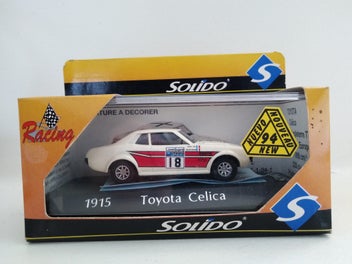 SOLIDO
S
Racing
TURE A DECORER
NUEVO
NOUVEAU
94
NEW
18
1915 Toyota Celica
SOLIDO
S